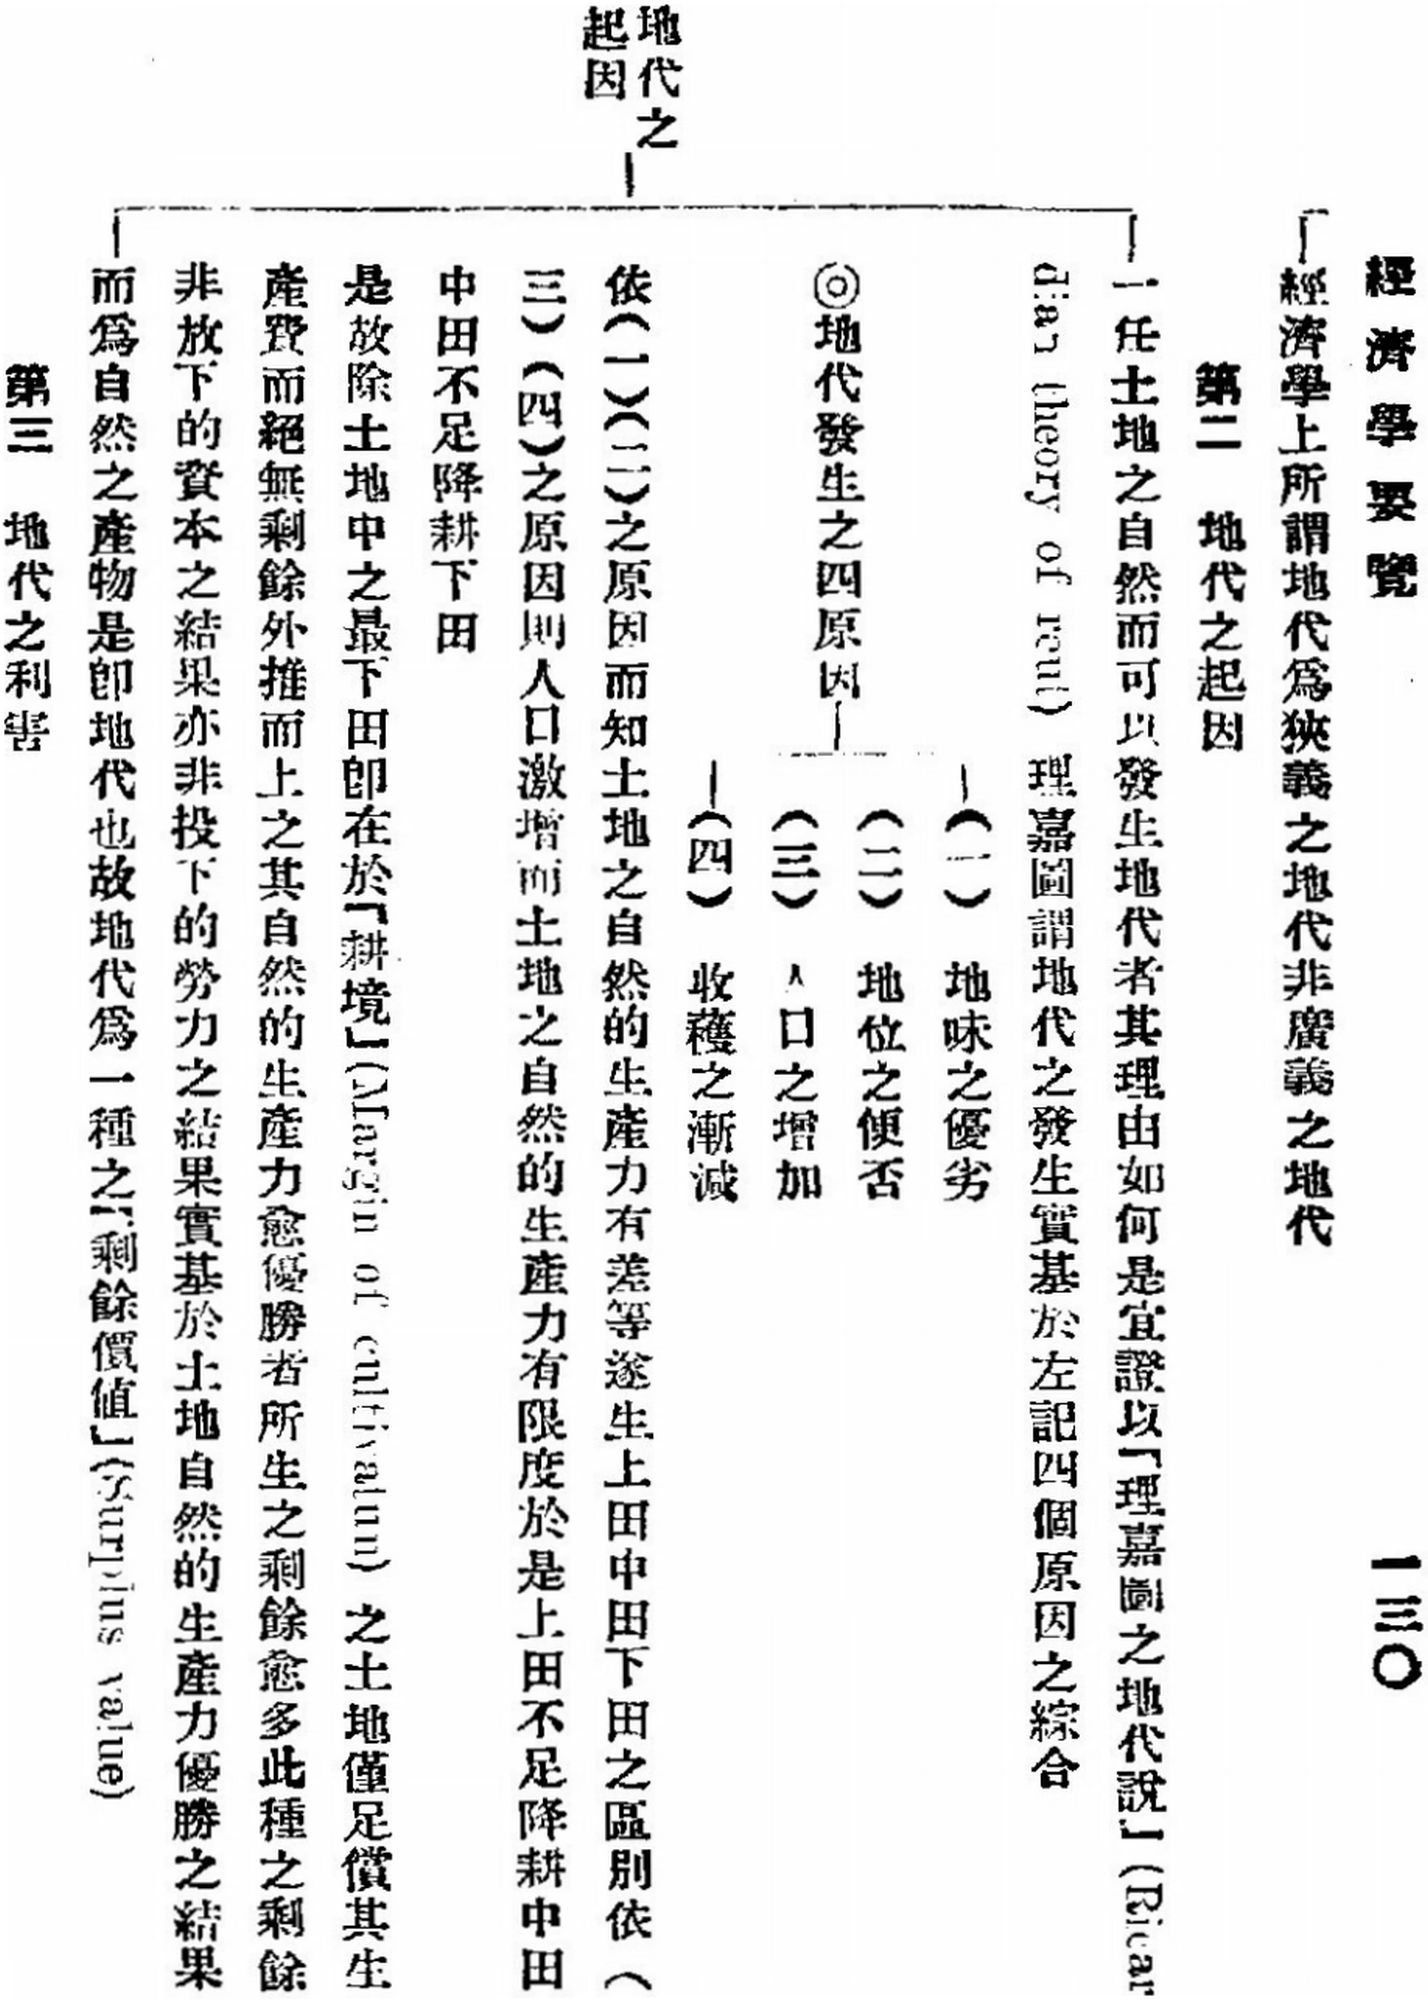 經濟學要覽
一三〇
經濟學上所謂地代爲狹義之地代非廣義之地代
第二 地代之起因
地代之
起因
一任土地之自然而可以發生地代者其理由如何是宜證以「理嘉圖之地代說」(Ricar
dian theory of rent) 理嘉圖謂地代之發生實基於左記四個原因之綜合
◎地代發生之四原因
(一) 地味之優劣
(二) 地位之便否
(三) 人口之增加
(四) 收穫之漸減
依(一)(二)之原因而知土地之自然的生產力有差等遂生上田中田下田之區別依(
三)(四)之原因則人口激增而土地之自然的生產力有限度於是上田不足降耕中田
中田不足降耕下田
是故除土地中之最下田卽在於「耕境」(Margin of cultivatun) 之土地僅足償其生
產費而絕無剩餘外推而上之其自然的生產力愈優勝者所生之剩餘愈多此種之剩餘
非放下的資本之結果亦非投下的勞力之結果實基於土地自然的生產力優勝之結果
而爲自然之產物是卽地代也故地代爲一種之「剩餘價值」(Surplus value)
第三 地代之利害